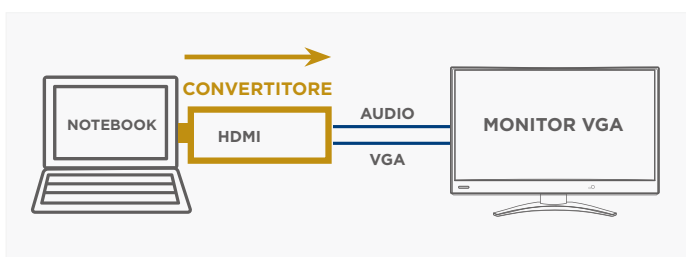 CONVERTITORE
NOTEBOOK
HDMI
AUDIO
VGA
MONITOR VGA